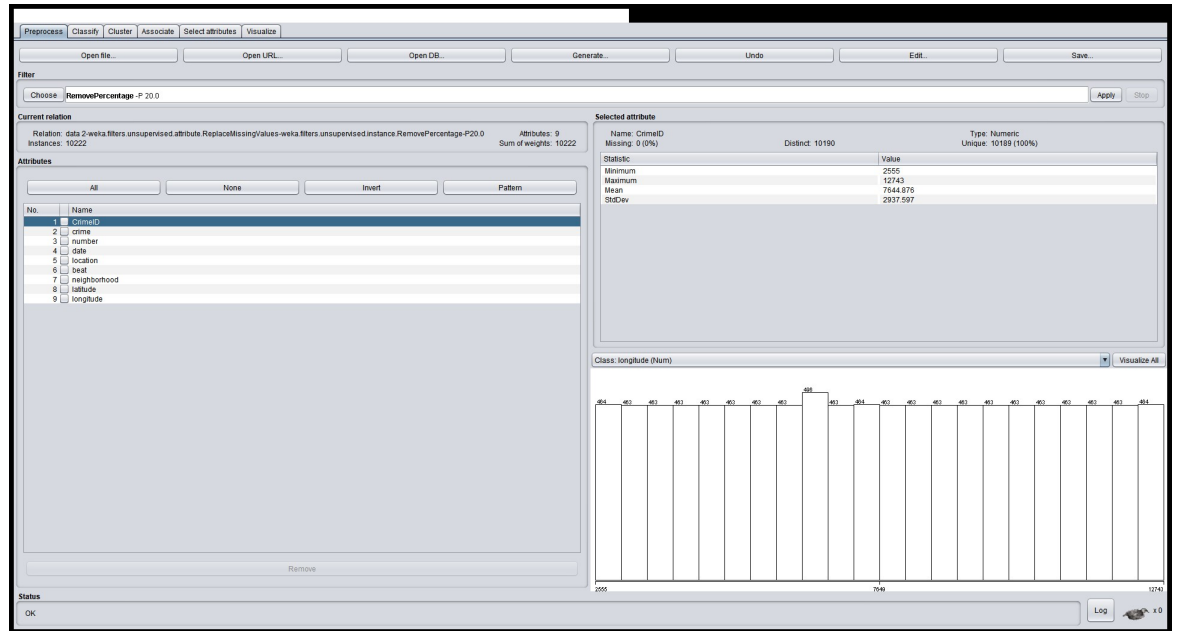 Preprocess Classify Cluster Associate Select attributes Visualize
Open file... Open URL... Open DB... Generate... Undo Edit... Save...
Filter
Choose RemovePercentage -P 20.0 Apply Stop
Current relation
Relation: data 2-weka.filters.unsupervised.attribute.ReplaceMissingValues-weka.filters.unsupervised.instance.RemovePercentage-P20.0 Attributes: 9
Instances: 10222 Sum of weights: 10222
Attributes
All None Invert Pattern
No. Name
1 CrimeID
2 crime
3 number
4 date
5 location
6 beat
7 neighborhood
8 latitude
9 longitude
Remove
Selected attribute
Name: CrimeID Type: Numeric
Missing: 0 (0%) Distinct: 10190 Unique: 10189 (100%)
Statistic Value
Minimum 2555
Maximum 12743
Mean 7644.876
StdDev 2937.597
Class: longitude (Num) Visualize All
496
464 463 463 463 463 463 463 463 463 464 463 463 463 463 463 463 463 463 463 463 464
2555 7649 12743
Status
OK Log x 0